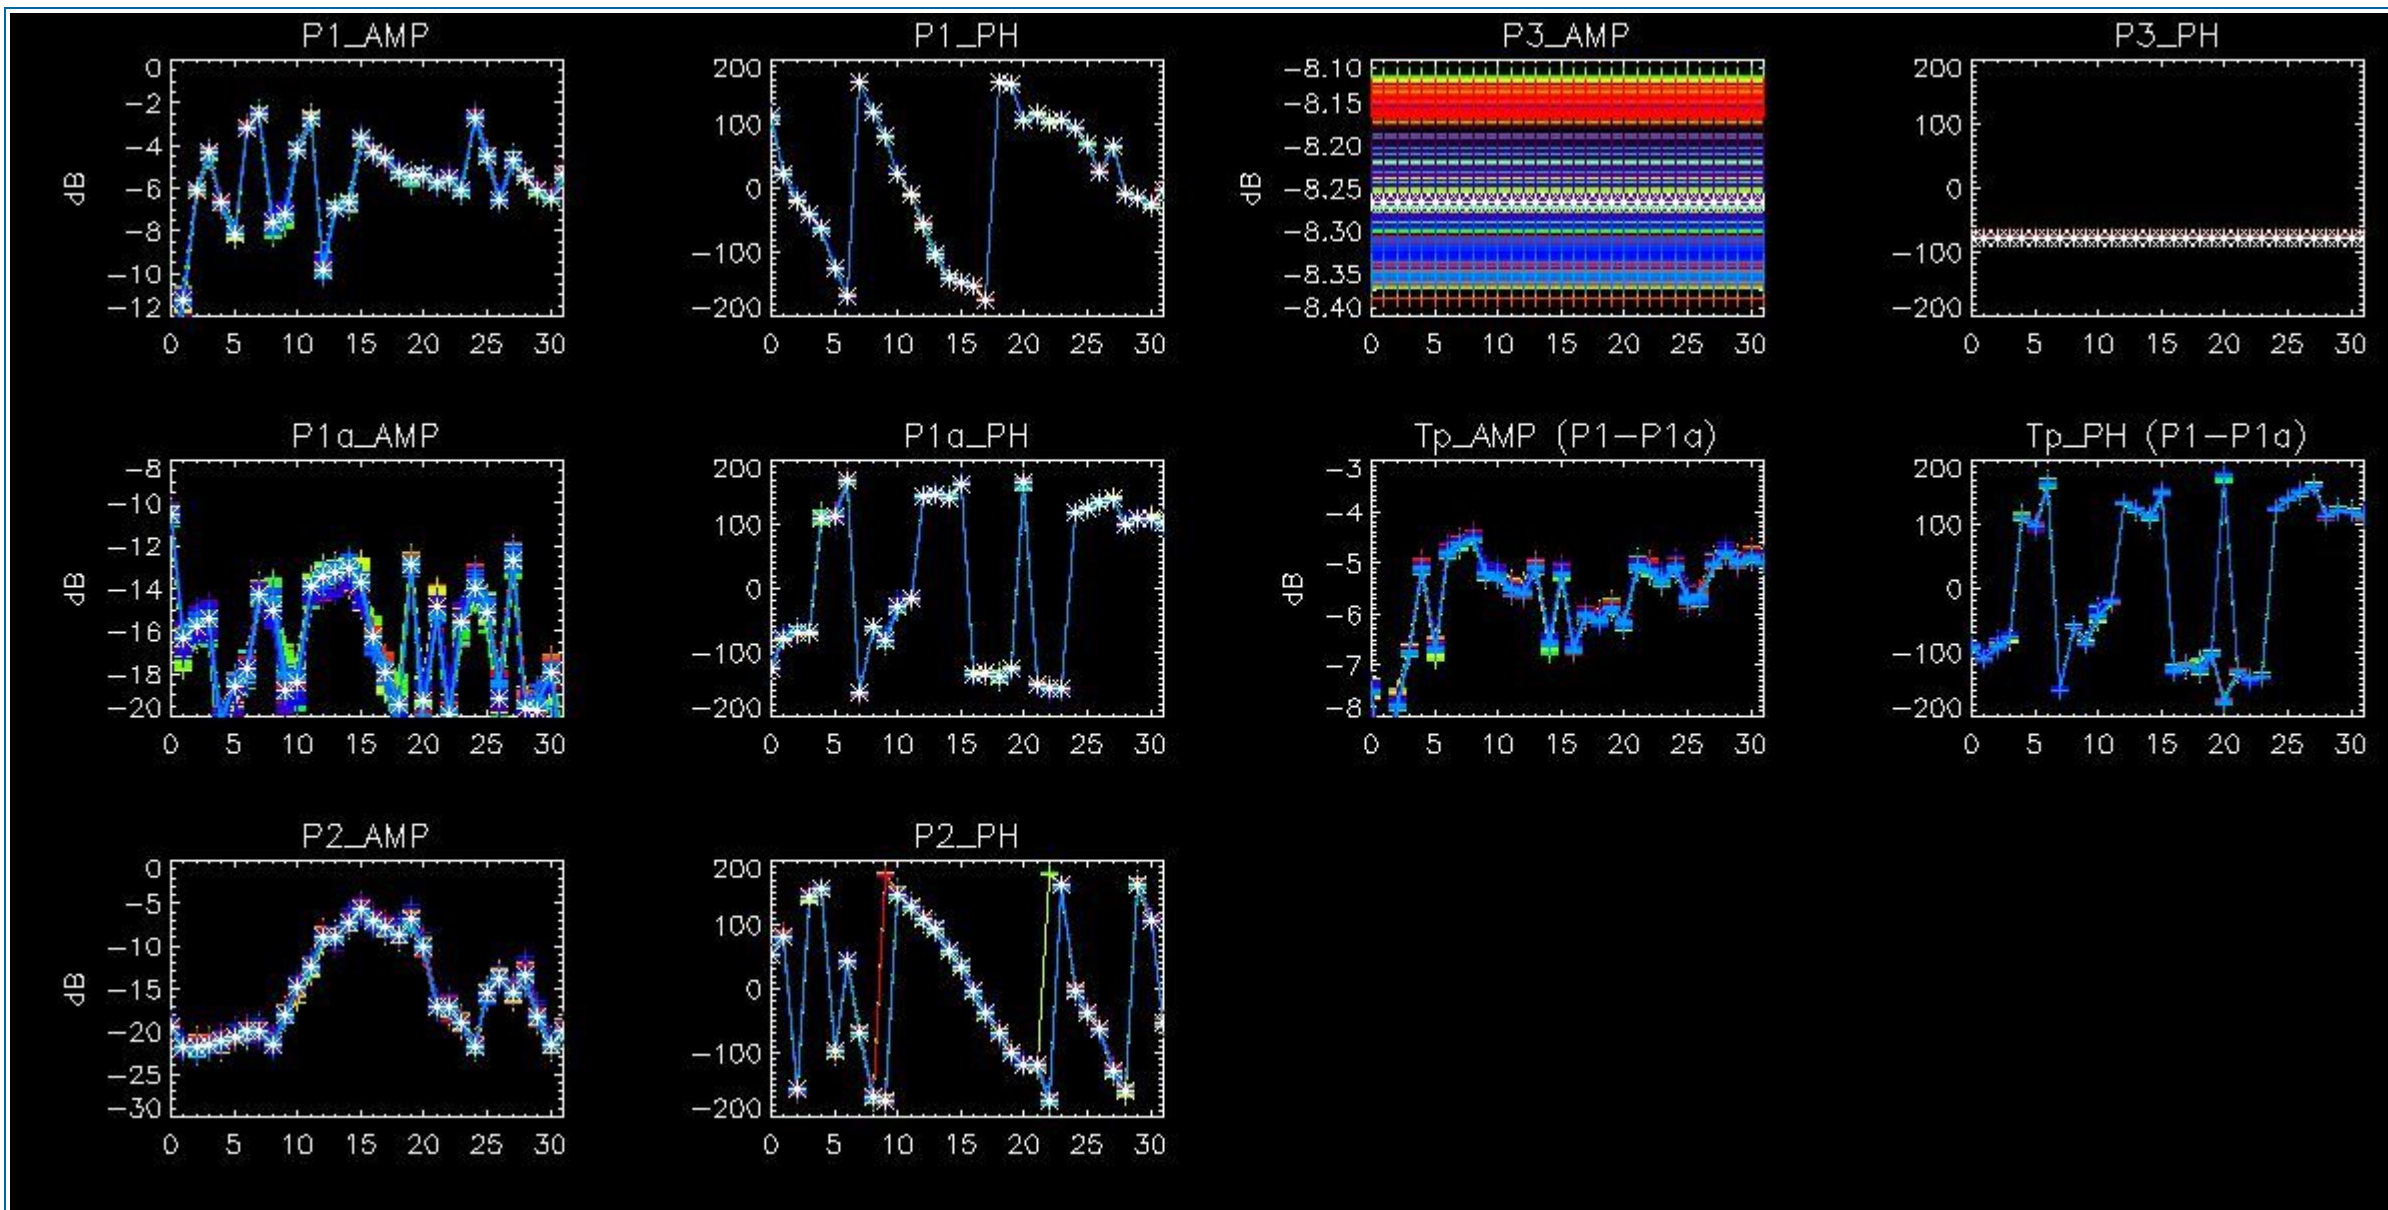 P1_AMP P1_PH P3_AMP P3_PH
0 200 −8.10 200
−2 100 −8.15 100
−4 0 −8.20 0
−6 −100 −8.25 −100
−8 −200 −8.30 −200
−10 −8.35
−12 −8.40
dB dB
0 5 10 15 20 25 30 0 5 10 15 20 25 30 0 5 10 15 20 25 30 0 5 10 15 20 25 30
P1a_AMP P1a_PH Tp_AMP (P1−P1a) Tp_PH (P1−P1a)
−8 200 −3 200
−10 100 −4 100
−12 0 −5 0
−14 −100 −6 −100
−16 −200 −7 −200
−18 −8
−20
dB dB
0 5 10 15 20 25 30 0 5 10 15 20 25 30 0 5 10 15 20 25 30 0 5 10 15 20 25 30
P2_AMP P2_PH
0 200
−5 100
−10 0
−15 −100
−20 −200
−25
−30
dB
0 5 10 15 20 25 30 0 5 10 15 20 25 30